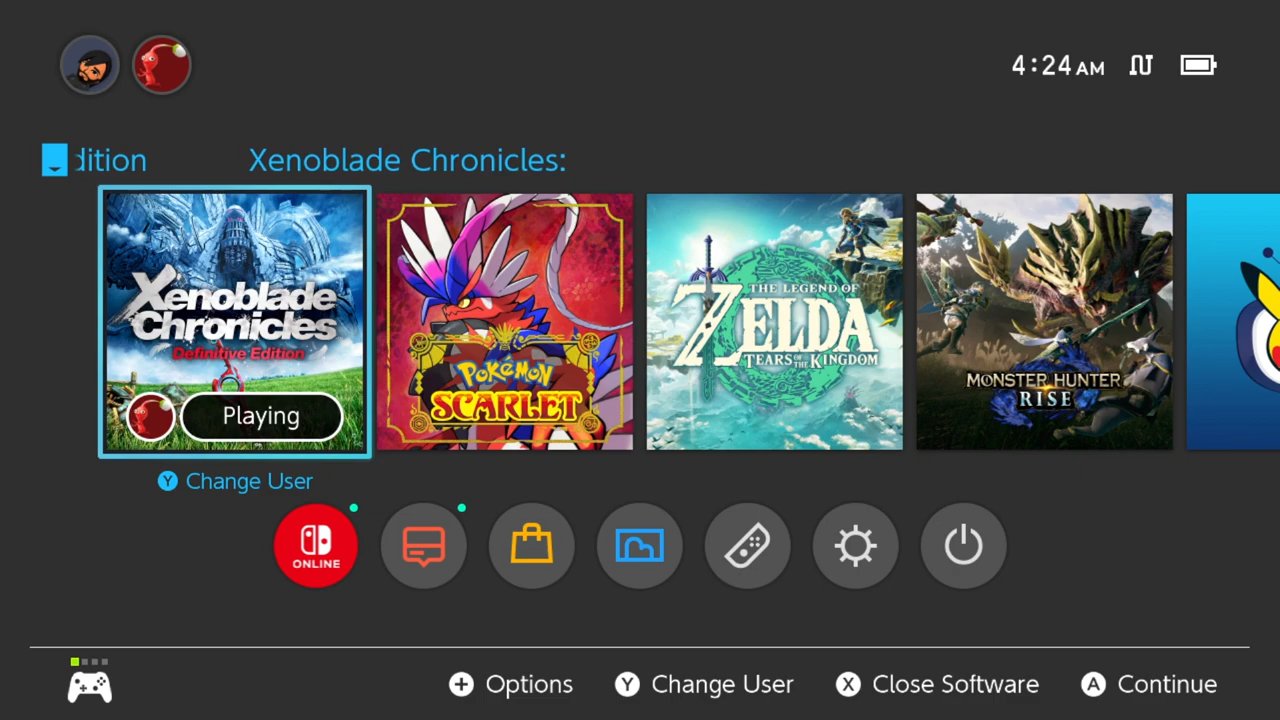 4:24 AM
dition Xenoblade Chronicles:
Xenoblade
Chronicles
Definitive Edition
Playing
POKéMON
SCARLET
THE LEGEND OF
ZELDA
TEARS OF THE KINGDOM
MONSTER HUNTER
RISE
Y Change User
ONLINE
+ Options
Y Change User
X Close Software
A Continue